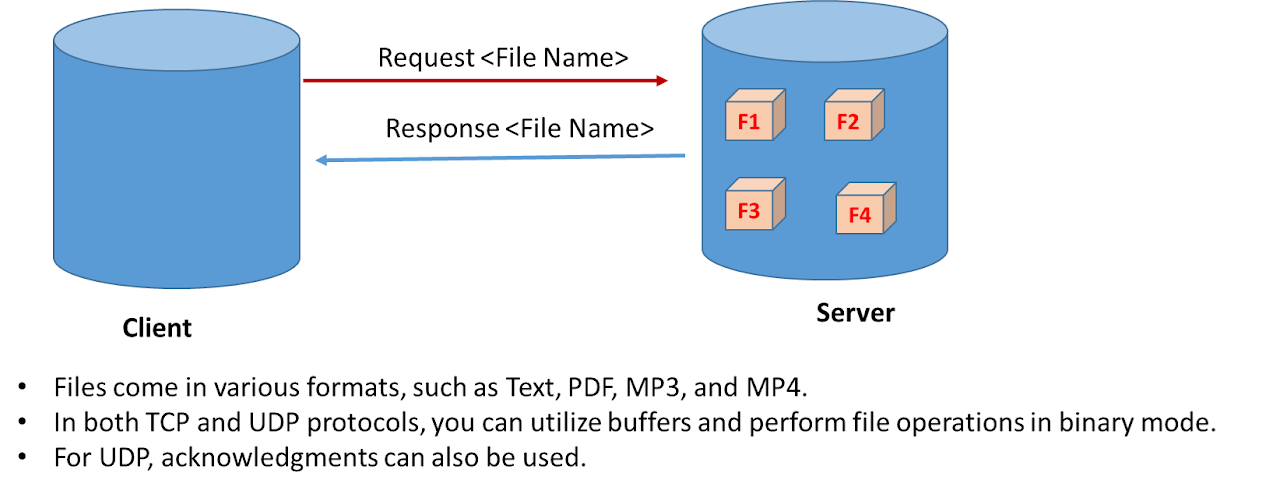 Request <File Name>
Response <File Name>
F1
F2
F3
F4
Client
Server
• Files come in various formats, such as Text, PDF, MP3, and MP4.
• In both TCP and UDP protocols, you can utilize buffers and perform file operations in binary mode.
• For UDP, acknowledgments can also be used.